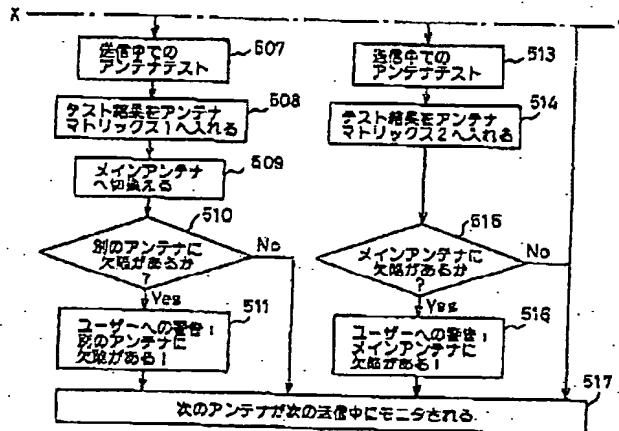 X
送信中での
アンテナテスト
507
テスト結果をアンテナ
マトリックス1へ入れる
508
メインアンテナ
へ切換える
509
別のアンテナに
欠陥があるか
?
510
No
Yes
ユーザーへの警告!
別のアンテナに
欠陥がある!
511
送信中での
アンテナテスト
513
テスト結果をアンテナ
マトリックス2へ入れる
514
メインアンテナに
欠陥があるか
?
515
No
Yes
ユーザーへの警告!
メインアンテナに
欠陥がある!
516
次のアンテナが次の送信中にモニタされる
517